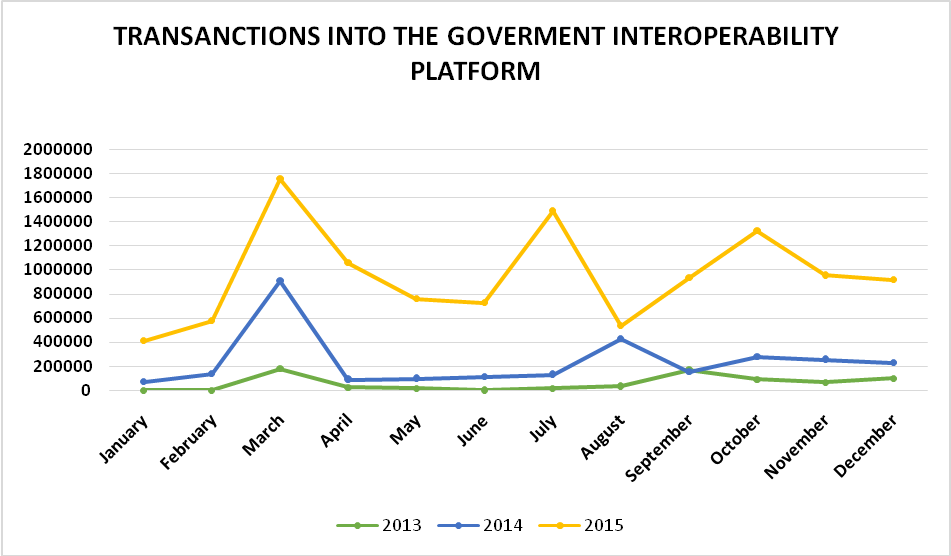 TRANSANCTIONS INTO THE GOVERMENT INTEROPERABILITY
PLATFORM
2000000
1800000
1600000
1400000
1200000
1000000
800000
600000
400000
200000
0
January
February
March
April
May
June
July
August
September
October
November
December
2013 2014 2015